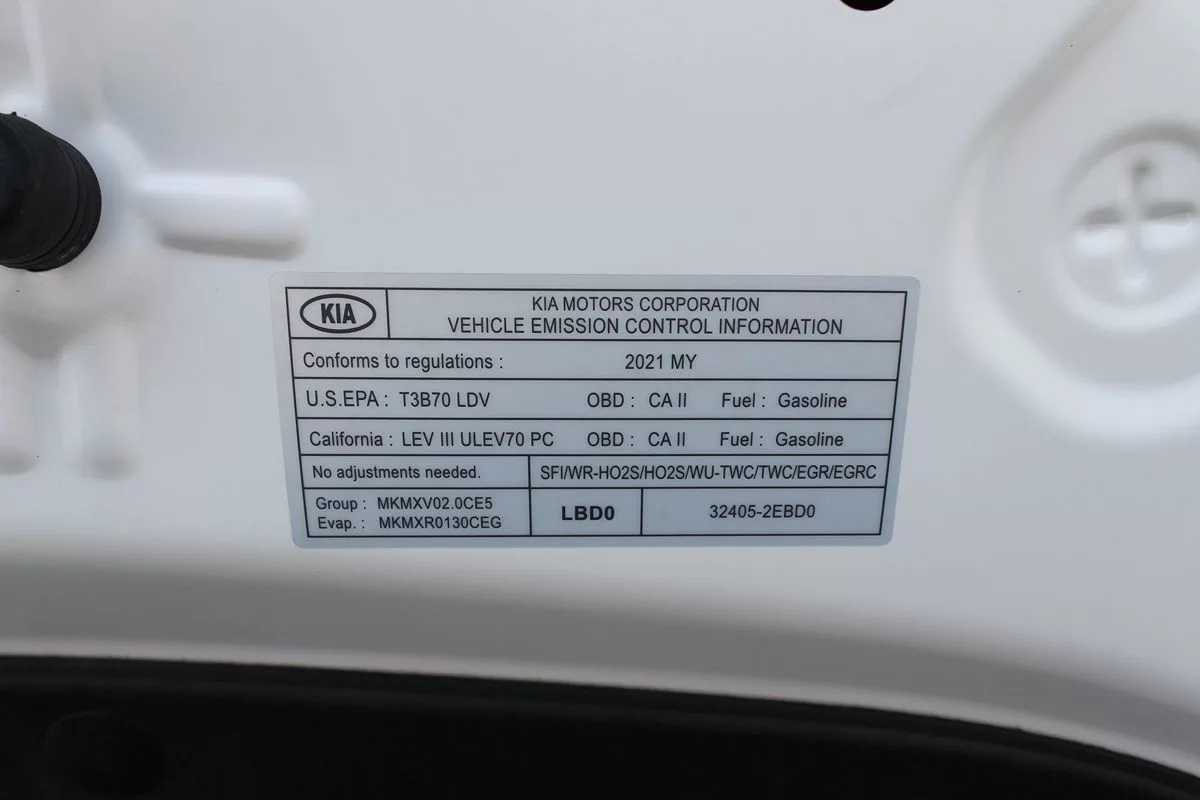 KIA
KIA MOTORS CORPORATION
VEHICLE EMISSION CONTROL INFORMATION
Conforms to regulations : 2021 MY
U.S.EPA : T3B70 LDV OBD : CA II Fuel : Gasoline
California : LEV III ULEV70 PC OBD : CA II Fuel : Gasoline
No adjustments needed. SFI/WR-HO2S/HO2S/WU-TWC/TWC/EGR/EGRC
Group : MKMXV02.0CE5
Evap. : MKMXR0130CEG
LBD0
32405-2EBD0